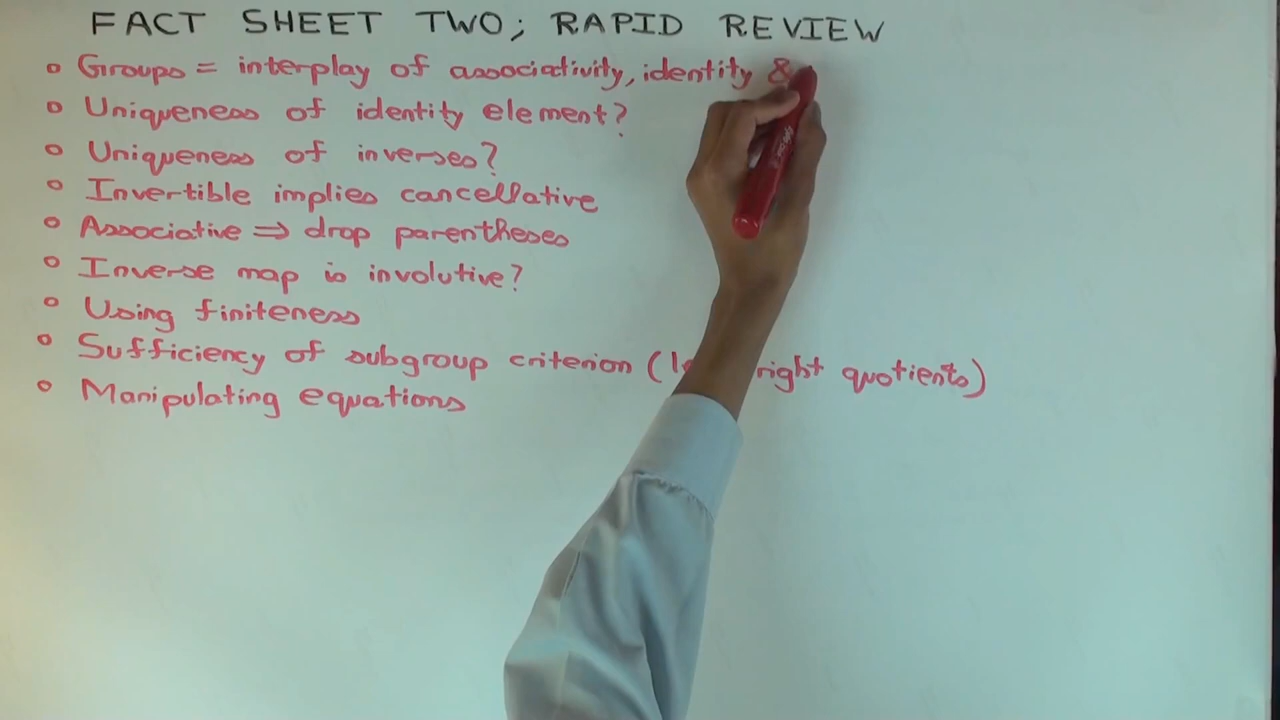 FACT SHEET TWO; RAPID REVIEW
Groups = interplay of associativity, identity &
Uniqueness of identity element?
Uniqueness of inverses?
Invertible implies cancellative
Associative ⇒ drop parentheses
Inverse map is involutive?
Using finiteness
Sufficiency of subgroup criterion ( right quotients)
Manipulating equations